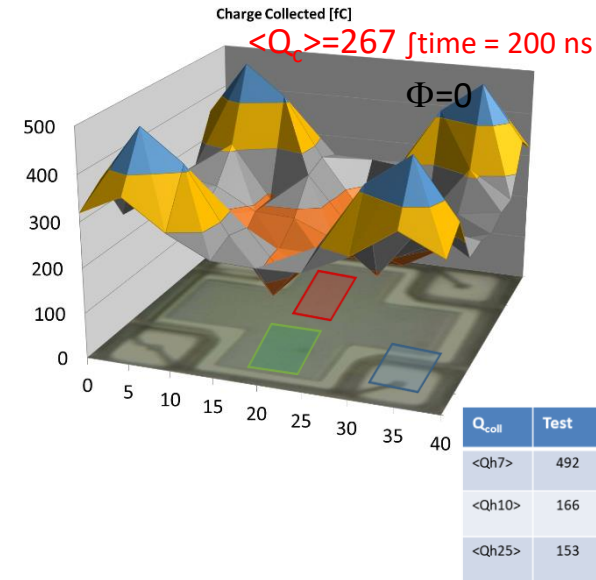 Charge Collected [fC]
<Qc>=267 ∫time = 200 ns
Φ=0
500
400
300
200
100
0
0 5 10 15 20 25 30 35 40
Qcoll Test
<Qh7> 492
<Qh10> 166
<Qh25> 153